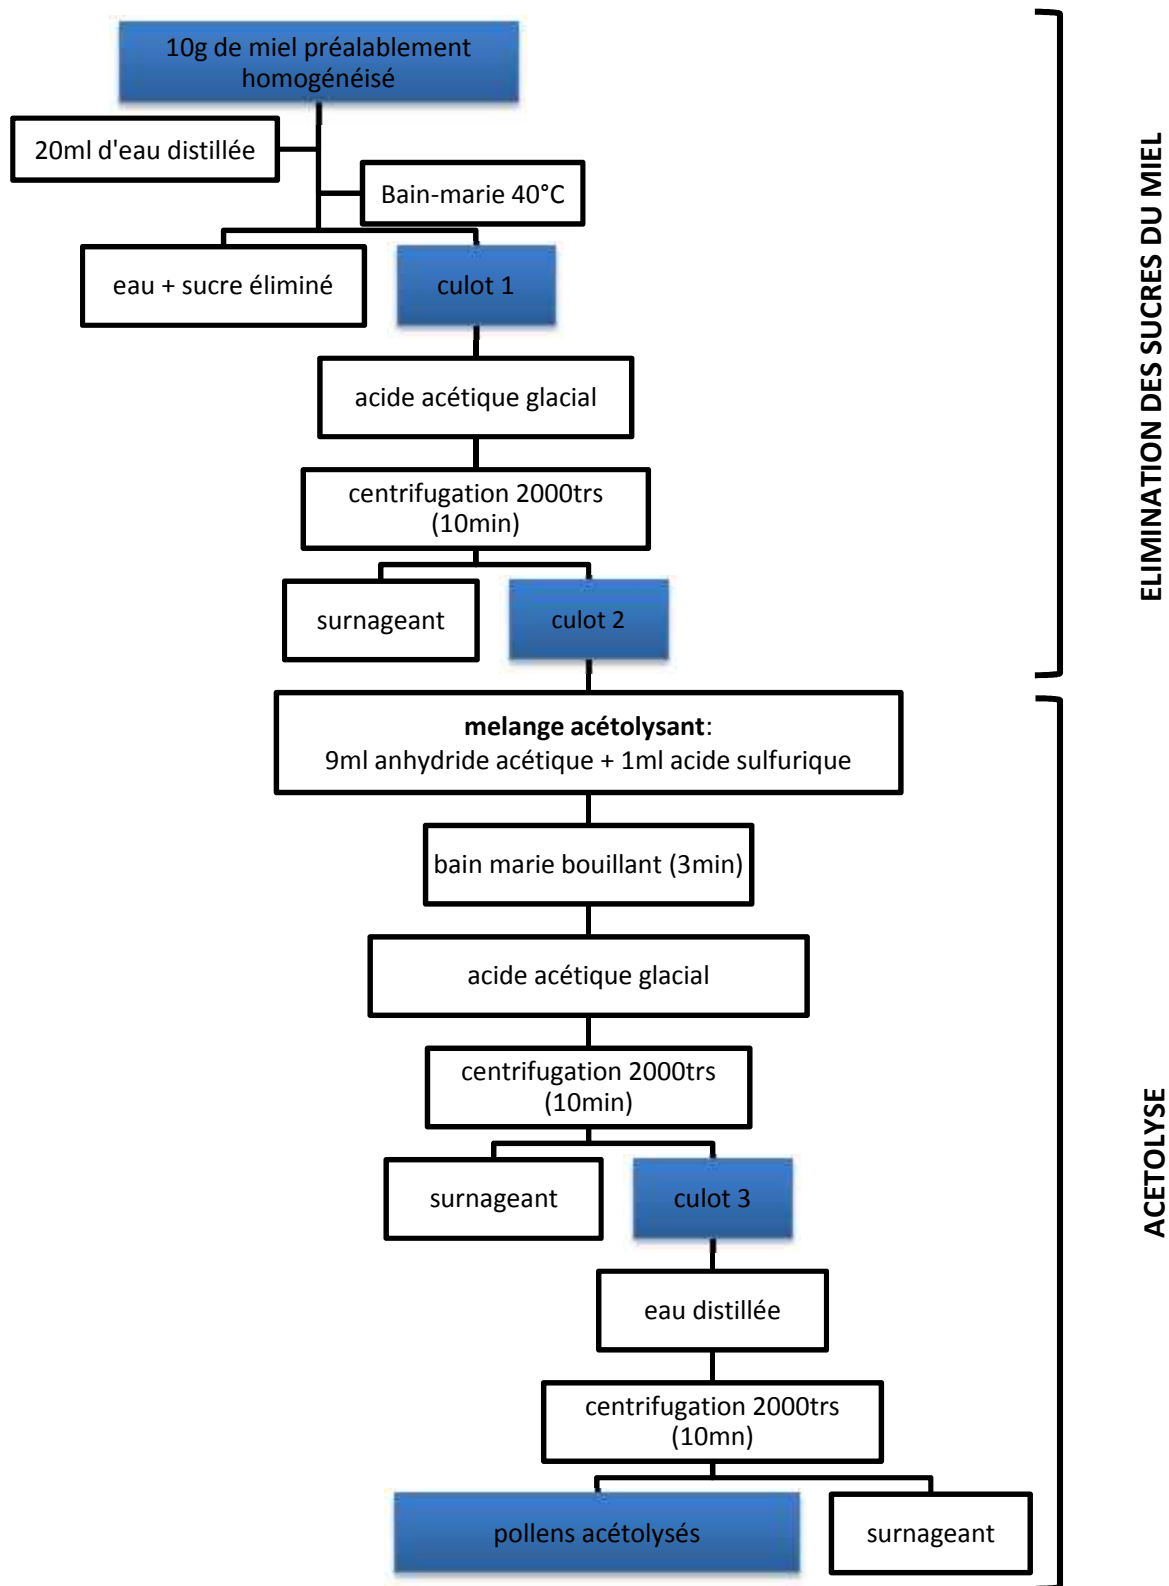 10g de miel préalablement
homogénéisé
20ml d'eau distillée
Bain-marie 40°C
eau + sucre éliminé
culot 1
acide acétique glacial
centrifugation 2000trs
(10min)
surnageant
culot 2
ELIMINATION DES SUCRES DU MIEL
melange acétolysant:
9ml anhydride acétique + 1ml acide sulfurique
bain marie bouillant (3min)
acide acétique glacial
centrifugation 2000trs
(10min)
surnageant
culot 3
eau distillée
centrifugation 2000trs
(10mn)
pollens acétolysés
surnageant
ACETOLYSE